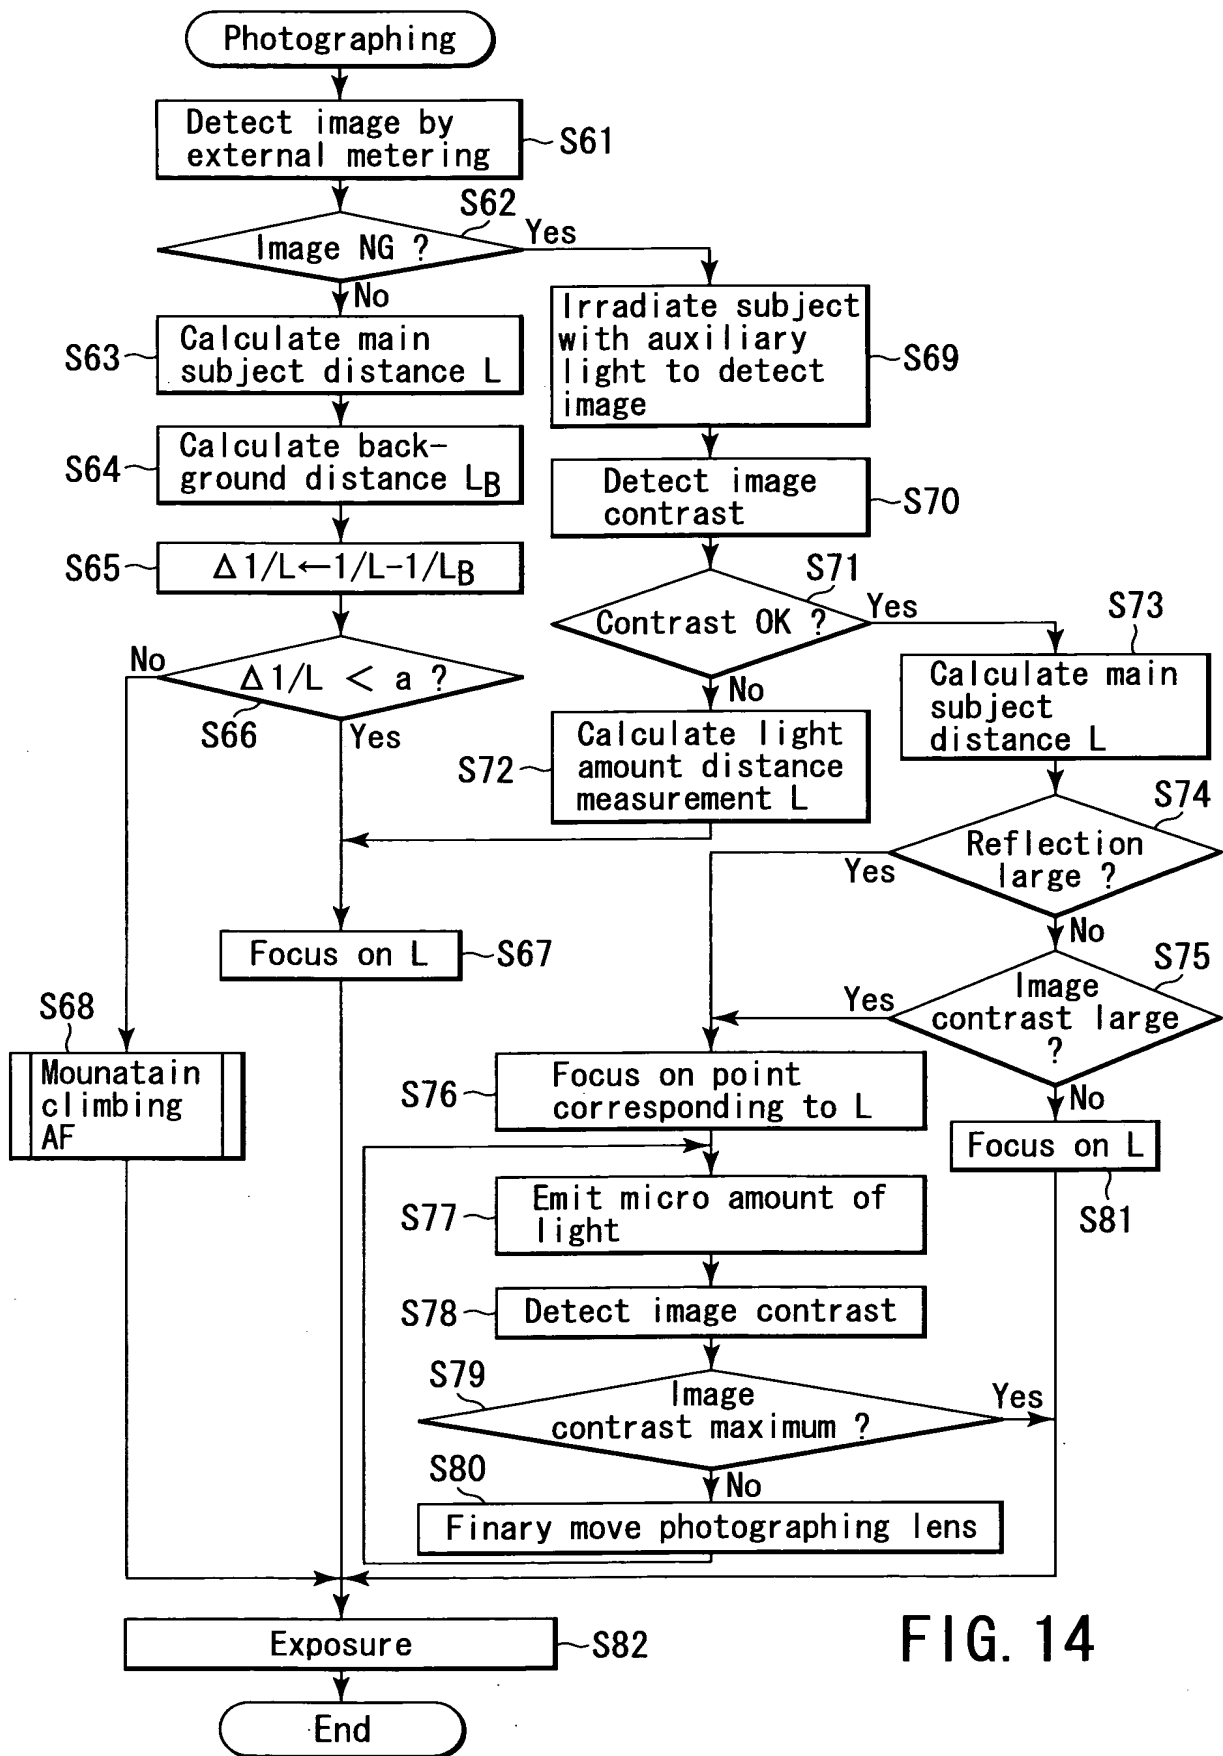 Photographing
Detect image by
external metering
S61
S62
Image NG ?
Yes
No
S63
Calculate main
subject distance L
S64
Calculate back-
ground distance LB
S65
Δ1/L←1/L-1/LB
No
Δ1/L < a ?
S66
Yes
Irradiate subject
with auxiliary
light to detect
image
S69
Detect image
contrast
S70
S71
Contrast OK ?
Yes
No
S72
Calculate light
amount distance
measurement L
S73
Calculate main
subject
distance L
S74
Reflection
large ?
Yes
No
S75
Image
contrast large
?
Yes
No
Focus on L
S67
S68
Mounatain
climbing
AF
S76
Focus on point
corresponding to L
Focus on L
S81
S77
Emit micro amount of
light
S78
Detect image contrast
S79
Image
contrast maximum ?
Yes
No
S80
Finary move photographing lens
Exposure
S82
End
FIG. 14